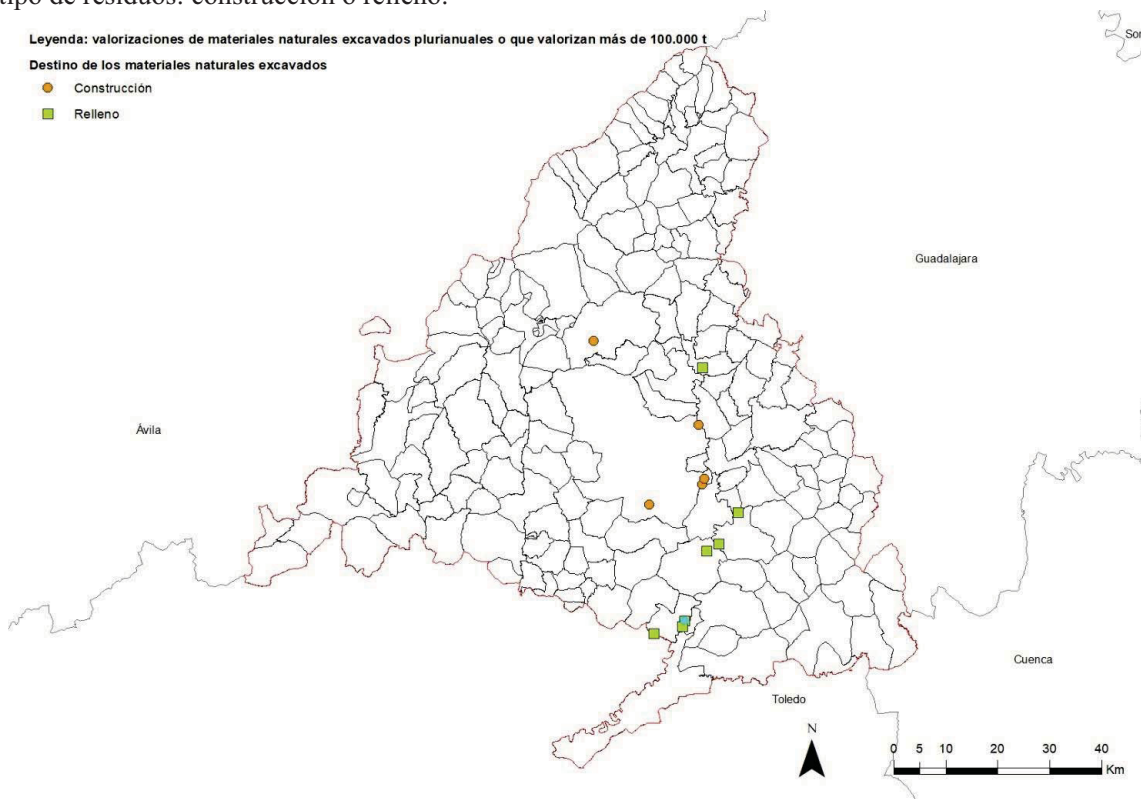 tipo de residuos: construcción o relleno.
Leyenda: valorizaciones de materiales naturales excavados plurianuales o que valorizan más de 100.000 t
Destino de los materiales naturales excavados
Construcción
Relleno
Guadalajara
Ávila
Cuenca
Toledo
N
0 5 10 20 30 40
Km